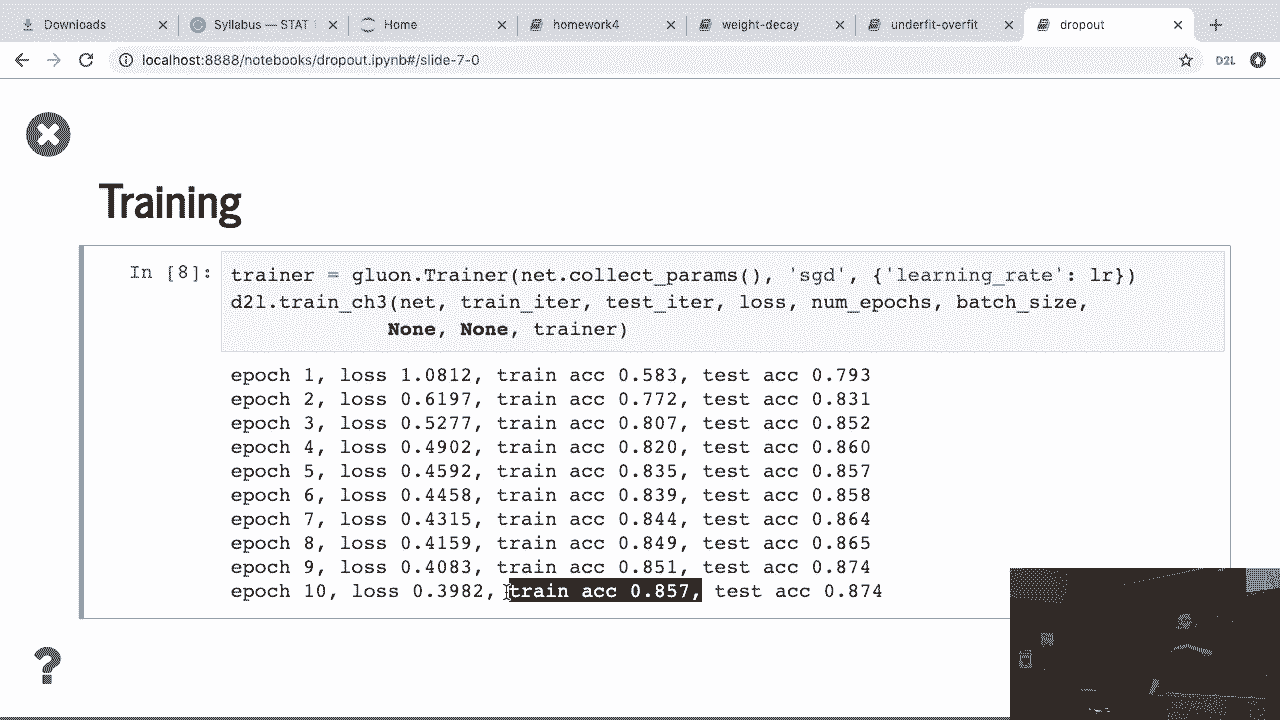 Downloads
Syllabus — STAT
Home
homework4
weight-decay
underfit-overfit
dropout
localhost:8888/notebooks/dropout.ipynb#/slide-7-0
D2L
Training
In [8]:
trainer = gluon.Trainer(net.collect_params(), 'sgd', {'learning_rate': lr})
d2l.train_ch3(net, train_iter, test_iter, loss, num_epochs, batch_size,
None, None, trainer)
epoch 1, loss 1.0812, train acc 0.583, test acc 0.793
epoch 2, loss 0.6197, train acc 0.772, test acc 0.831
epoch 3, loss 0.5277, train acc 0.807, test acc 0.852
epoch 4, loss 0.4902, train acc 0.820, test acc 0.860
epoch 5, loss 0.4592, train acc 0.835, test acc 0.857
epoch 6, loss 0.4458, train acc 0.839, test acc 0.858
epoch 7, loss 0.4315, train acc 0.844, test acc 0.864
epoch 8, loss 0.4159, train acc 0.849, test acc 0.865
epoch 9, loss 0.4083, train acc 0.851, test acc 0.874
epoch 10, loss 0.3982, train acc 0.857, test acc 0.874
?